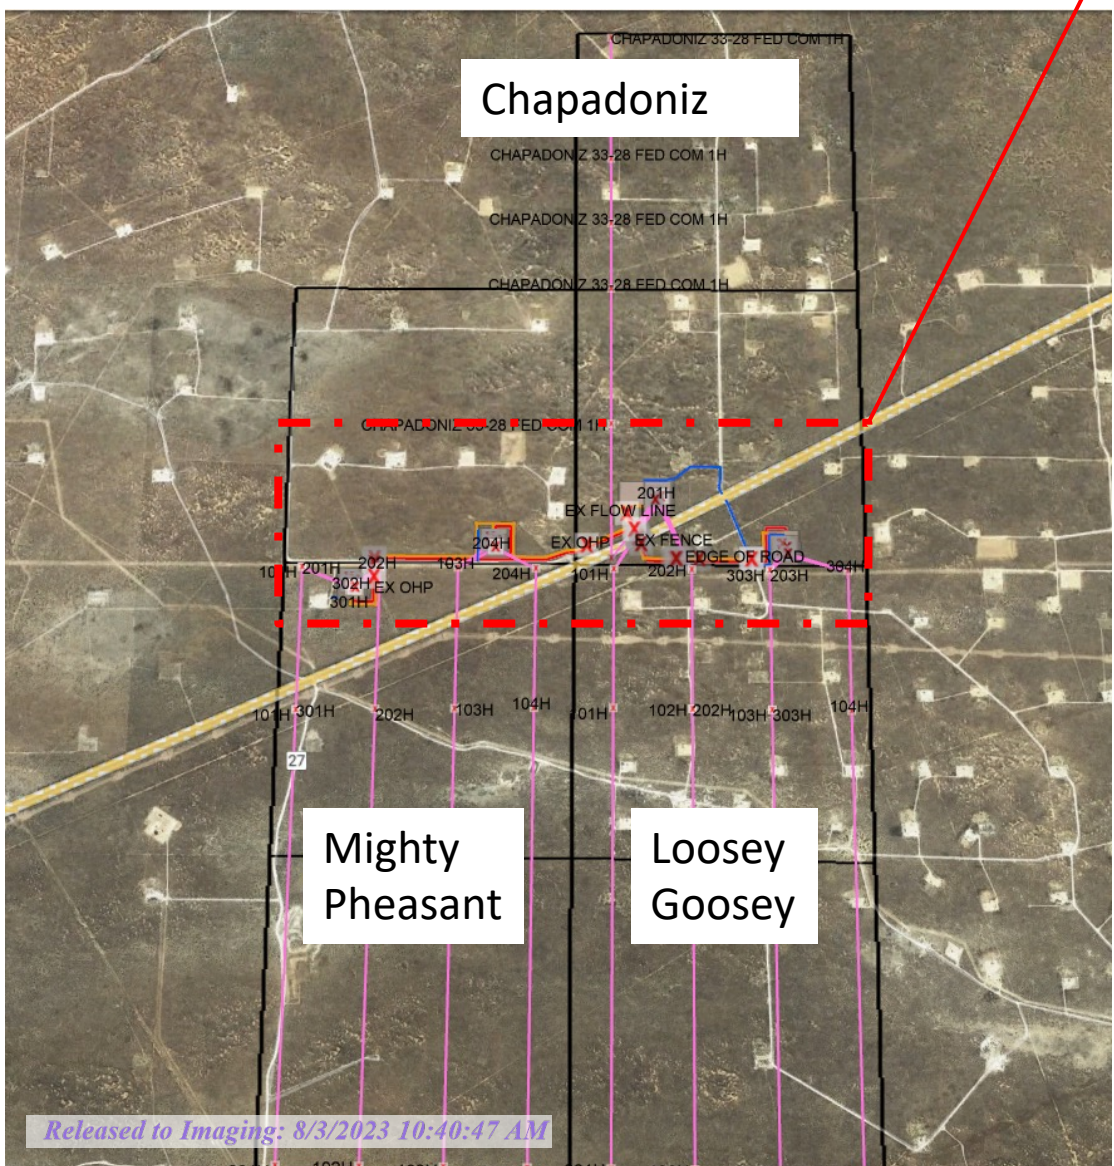 CHAPADONIZ 33-28 FED COM 1H
Chapadoniz
CHAPADONIZ 33-28 FED COM 1H
CHAPADONIZ 33-28 FED COM 1H
CHAPADONIZ 33-28 FED COM 1H
CHAPADONIZ 33-28 FED COM 1H
201H
EX FLOW LINE
204H
EX OHP
EX FENCE
202H
103H
EDGE OF ROAD
201H
204H
101H
202H
303H
203H
304H
302H
EX OHP
301H
101H
301H
202H
103H
104H
101H
102H
202H
103H
303H
104H
27
Mighty
Pheasant
Loosey
Goosey
Released to Imaging: 8/3/2023 10:40:47 AM